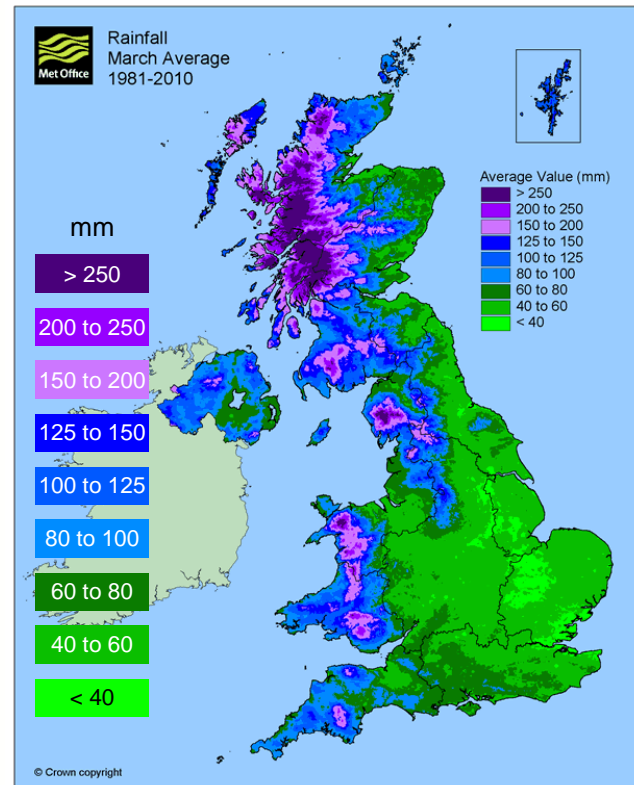 Met Office
Rainfall
March Average
1981-2010
Average Value (mm)
> 250
200 to 250
150 to 200
125 to 150
100 to 125
80 to 100
60 to 80
40 to 60
< 40
mm
> 250
200 to 250
150 to 200
125 to 150
100 to 125
80 to 100
60 to 80
40 to 60
< 40
© Crown copyright